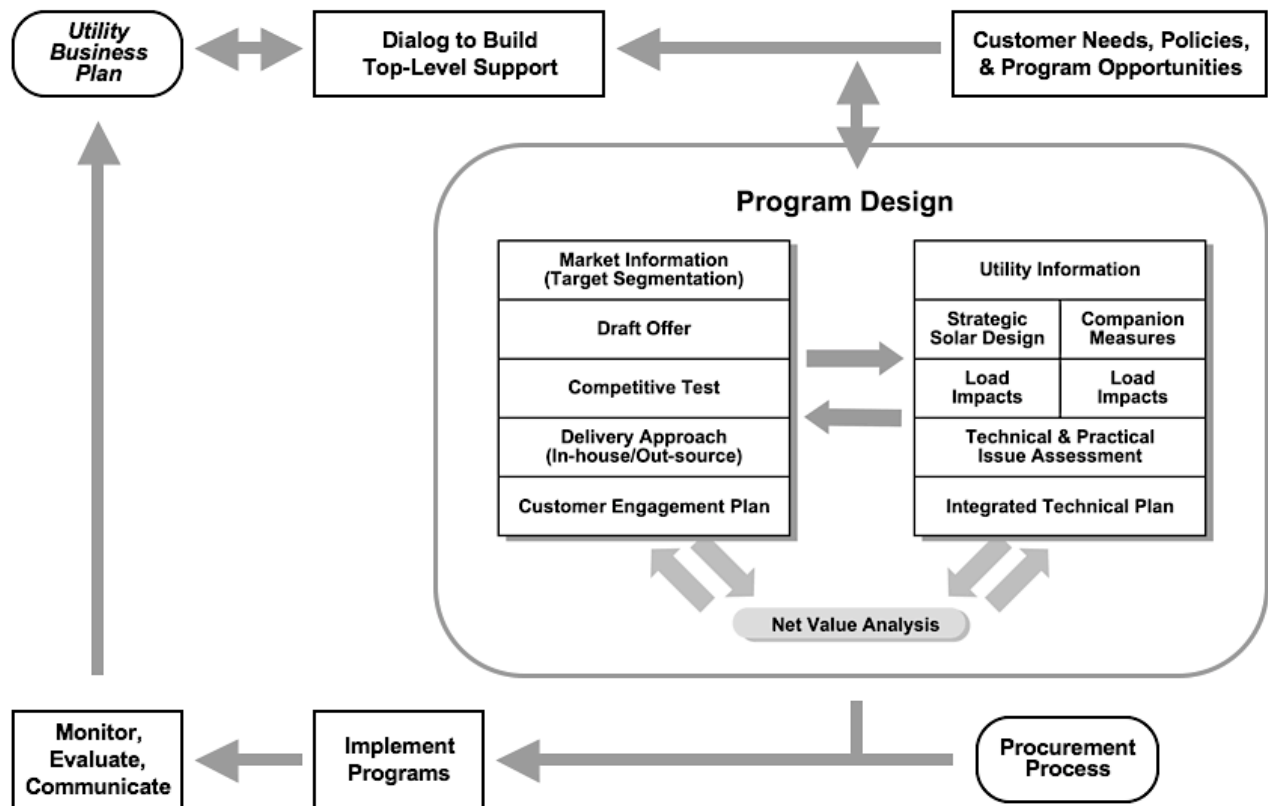 Utility
Business
Plan
Dialog to Build
Top-Level Support
Customer Needs, Policies,
& Program Opportunities
Program Design
Market Information
(Target Segmentation)
Draft Offer
Competitive Test
Delivery Approach
(In-house/Out-source)
Customer Engagement Plan
Utility Information
Strategic
Solar Design
Companion
Measures
Load
Impacts
Load
Impacts
Technical & Practical
Issue Assessment
Integrated Technical Plan
Net Value Analysis
Monitor,
Evaluate,
Communicate
Implement
Programs
Procurement
Process